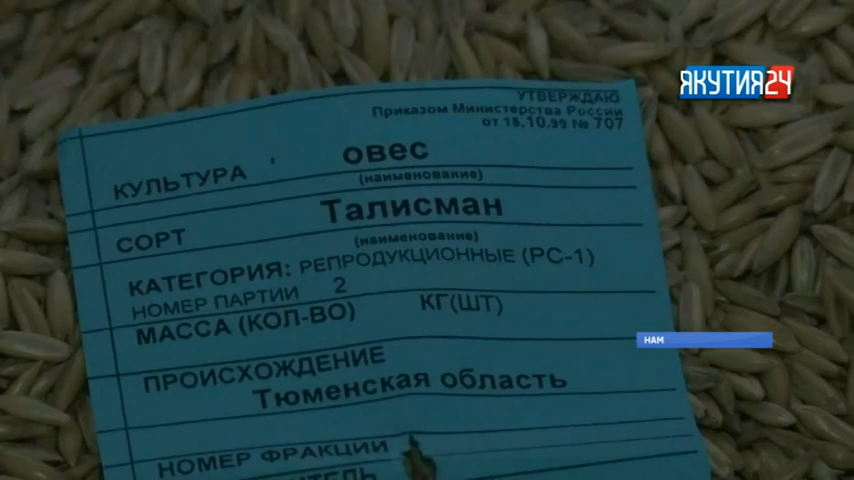 ЯКУТИЯ24
УТВЕРЖДАЮ
Приказом Министерства России
от 18.10.99 № 707
КУЛЬТУРА овес
(наименование)
СОРТ Талисман
(наименование)
КАТЕГОРИЯ: РЕПРОДУКЦИОННЫЕ (РС-1)
НОМЕР ПАРТИИ 2
МАССА (КОЛ-ВО) КГ(ШТ)
НАМ
ПРОИСХОЖДЕНИЕ
Тюменская область
НОМЕР ФРАКЦИИ